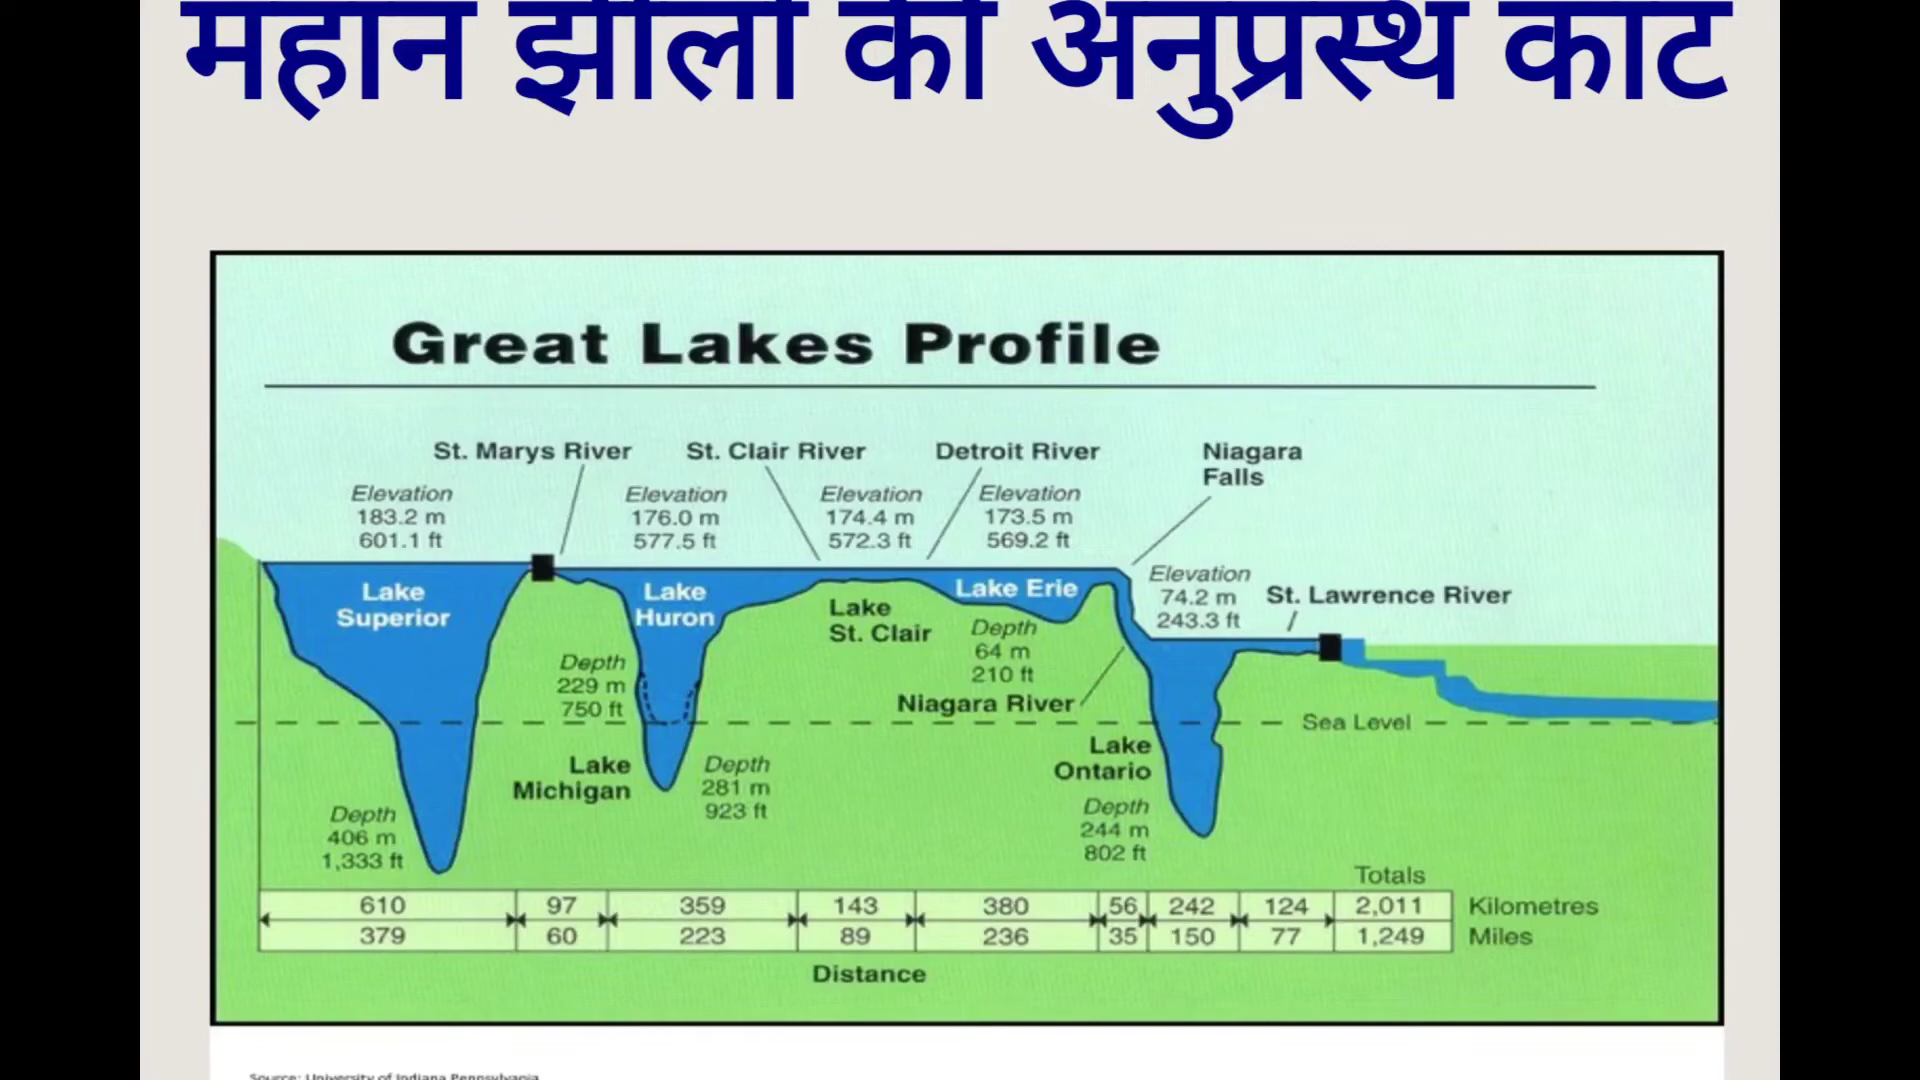 महान झीलों की अनुप्रस्थ काट
Great Lakes Profile
St. Marys River
St. Clair River
Detroit River
Niagara
Falls
Elevation
183.2 m
601.1 ft
Elevation
176.0 m
577.5 ft
Elevation
174.4 m
572.3 ft
Elevation
173.5 m
569.2 ft
Elevation
74.2 m
243.3 ft
St. Lawrence River
Lake
Superior
Lake
Huron
Lake
St. Clair
Lake Erie
Depth
64 m
210 ft
Depth
229 m
750 ft
Niagara River
Sea Level
Lake
Michigan
Depth
281 m
923 ft
Lake
Ontario
Depth
406 m
1,333 ft
Depth
244 m
802 ft
Totals
610 97 359 143 380 56 242 124 2,011 Kilometres
379 60 223 89 236 35 150 77 1,249 Miles
Distance
Source: University of Indiana Pennsylvania